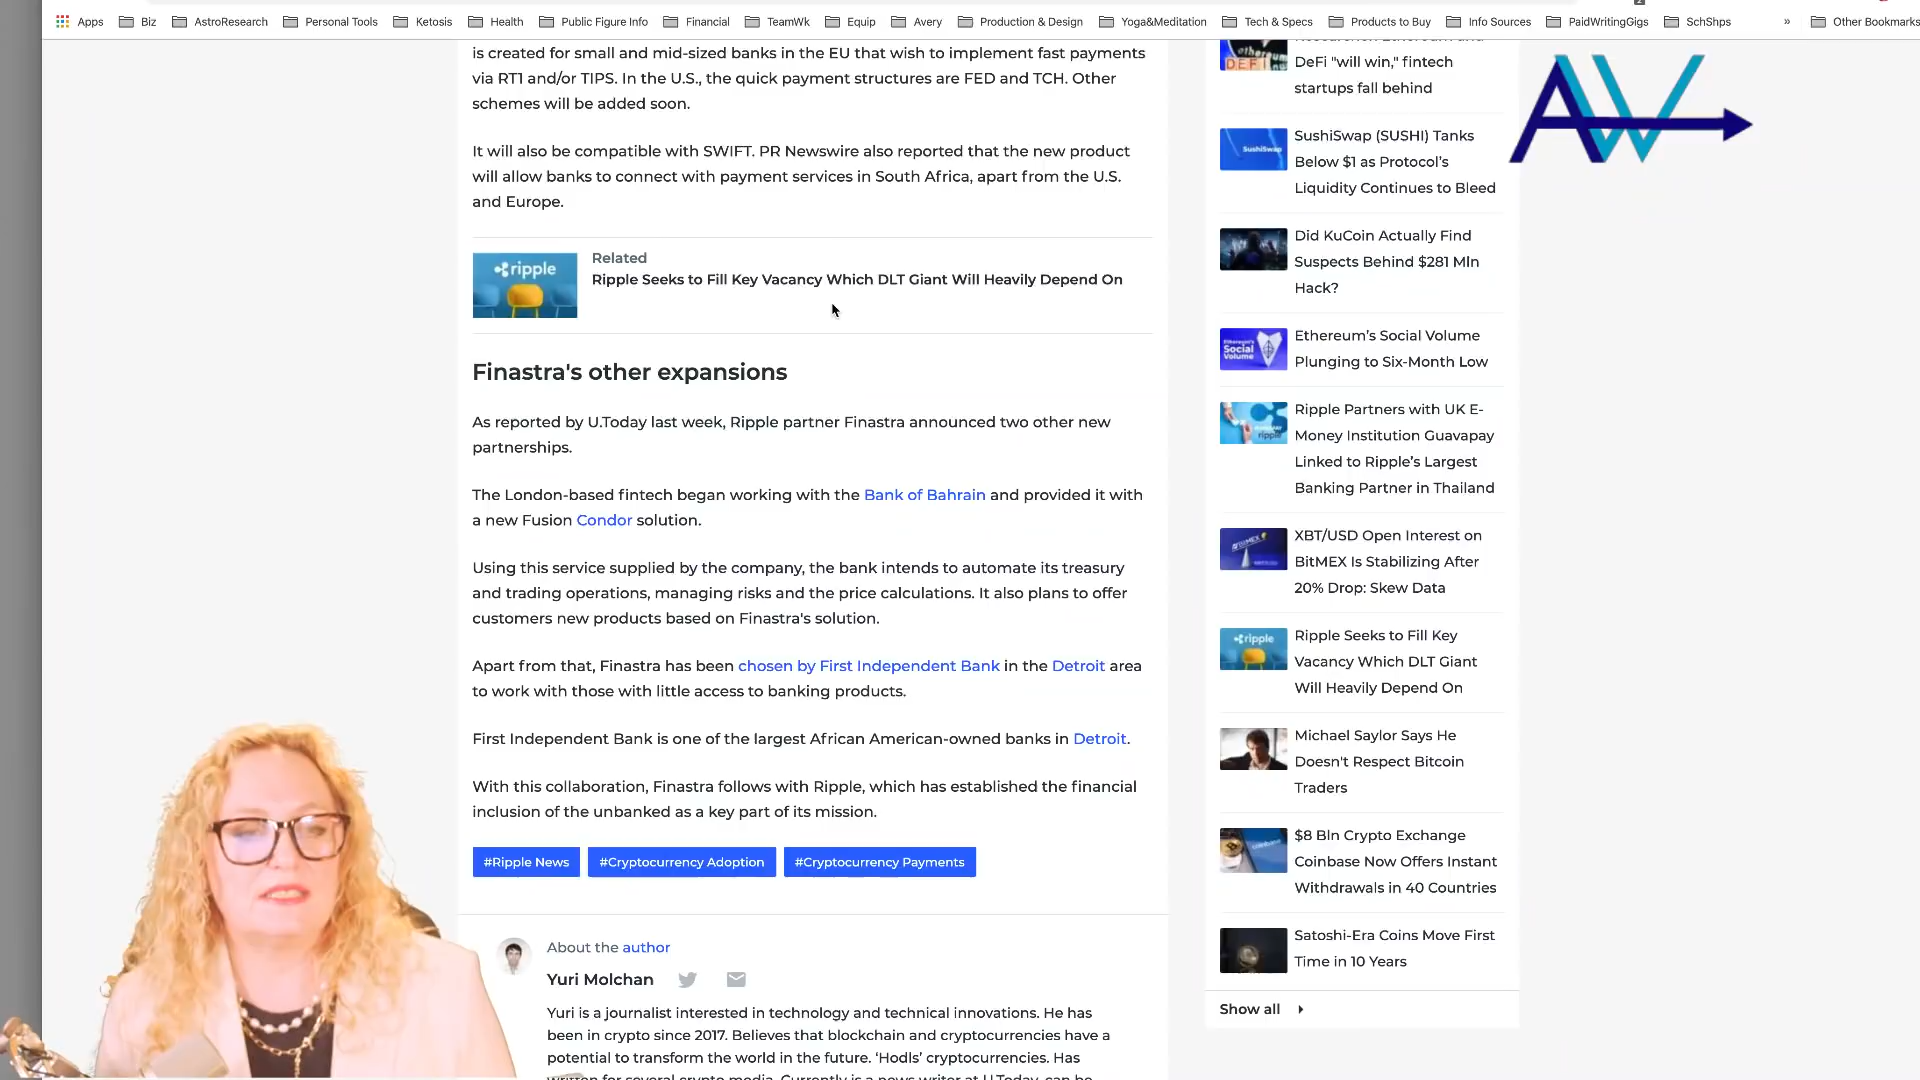 Apps
Biz
AstroResearch
Personal Tools
Ketosis
Health
Public Figure Info
Financial
TeamWk
Equip
Avery
Production & Design
Yoga&Meditation
Tech & Specs
Products to Buy
Info Sources
PaidWritingGigs
SchShps
»
Other Bookmarks
is created for small and mid-sized banks in the EU that wish to implement fast payments
via RT1 and/or TIPS. In the U.S., the quick payment structures are FED and TCH. Other
schemes will be added soon.
It will also be compatible with SWIFT. PR Newswire also reported that the new product
will allow banks to connect with payment services in South Africa, apart from the U.S.
and Europe.
ripple
Related
Ripple Seeks to Fill Key Vacancy Which DLT Giant Will Heavily Depend On
Finastra's other expansions
As reported by U.Today last week, Ripple partner Finastra announced two other new
partnerships.
The London-based fintech began working with the Bank of Bahrain and provided it with
a new Fusion Condor solution.
Using this service supplied by the company, the bank intends to automate its treasury
and trading operations, managing risks and the price calculations. It also plans to offer
customers new products based on Finastra's solution.
Apart from that, Finastra has been chosen by First Independent Bank in the Detroit area
to work with those with little access to banking products.
First Independent Bank is one of the largest African American-owned banks in Detroit.
With this collaboration, Finastra follows with Ripple, which has established the financial
inclusion of the unbanked as a key part of its mission.
#Ripple News
#Cryptocurrency Adoption
#Cryptocurrency Payments
About the author
Yuri Molchan
Yuri is a journalist interested in technology and technical innovations. He has
been in crypto since 2017. Believes that blockchain and cryptocurrencies have a
potential to transform the world in the future. ‘Hodls’ cryptocurrencies. Has
ethereum
DEFI
DeFi "will win," fintech
startups fall behind
SushiSwap
SushiSwap (SUSHI) Tanks
Below $1 as Protocol’s
Liquidity Continues to Bleed
Did KuCoin Actually Find
Suspects Behind $281 Mln
Hack?
Ethereum's
Social
Volume
Ethereum’s Social Volume
Plunging to Six-Month Low
ripple
Ripple Partners with UK E-
Money Institution Guavapay
Linked to Ripple’s Largest
Banking Partner in Thailand
XBT/USD Open Interest on
BitMEX Is Stabilizing After
20% Drop: Skew Data
ripple
Ripple Seeks to Fill Key
Vacancy Which DLT Giant
Will Heavily Depend On
Michael Saylor Says He
Doesn't Respect Bitcoin
Traders
coinbase
$8 Bln Crypto Exchange
Coinbase Now Offers Instant
Withdrawals in 40 Countries
Satoshi-Era Coins Move First
Time in 10 Years
Show all
AW